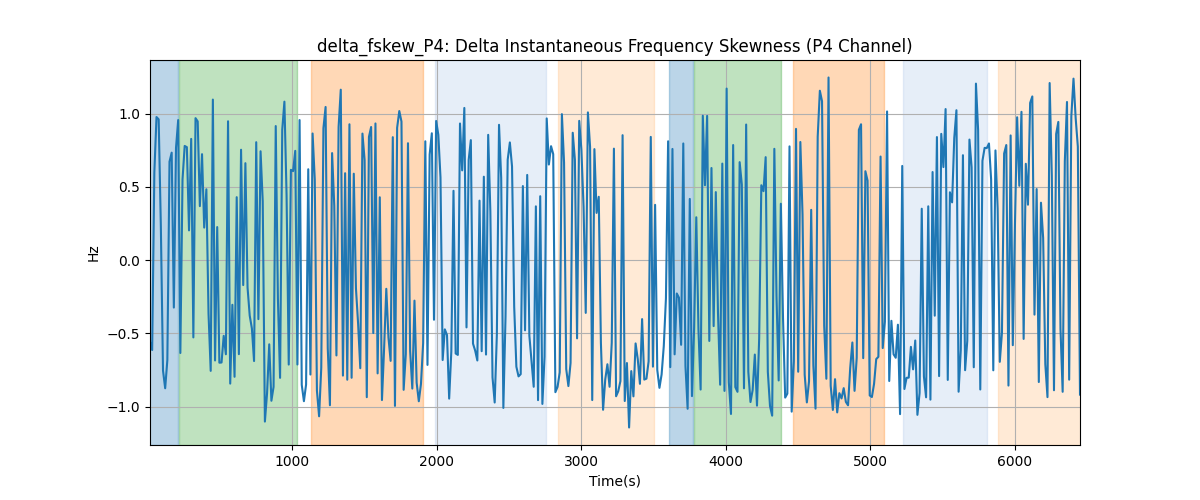 delta_fskew_P4: Delta Instantaneous Frequency Skewness (P4 Channel)
1.0
0.5
0.0
−0.5
−1.0
Hz
1000 2000 3000 4000 5000 6000
Time(s)